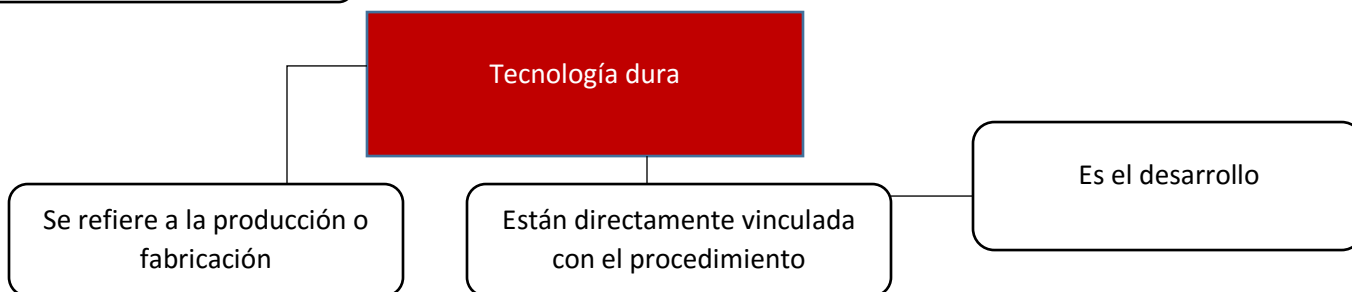 Tecnología dura
Se refiere a la producción o
fabricación
Están directamente vinculada
con el procedimiento
Es el desarrollo